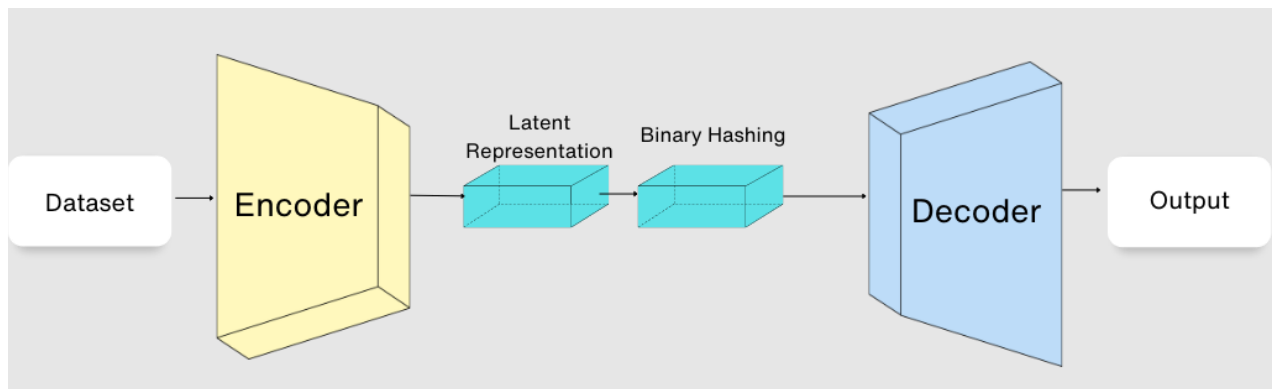 Dataset
Encoder
Latent
Representation
Binary Hashing
Decoder
Output